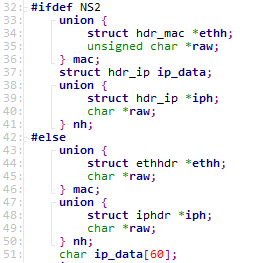 32: #ifdef NS2
33: union {
34: struct hdr_mac *ethh;
35: unsigned char *raw;
36: } mac;
37: struct hdr_ip ip_data;
38: union {
39: struct hdr_ip *iph;
40: char *raw;
41: } nh;
42: #else
43: union {
44: struct ethhdr *ethh;
45: char *raw;
46: } mac;
47: union {
48: struct iphdr *iph;
49: char *raw;
50: } nh;
51: char ip_data[60];